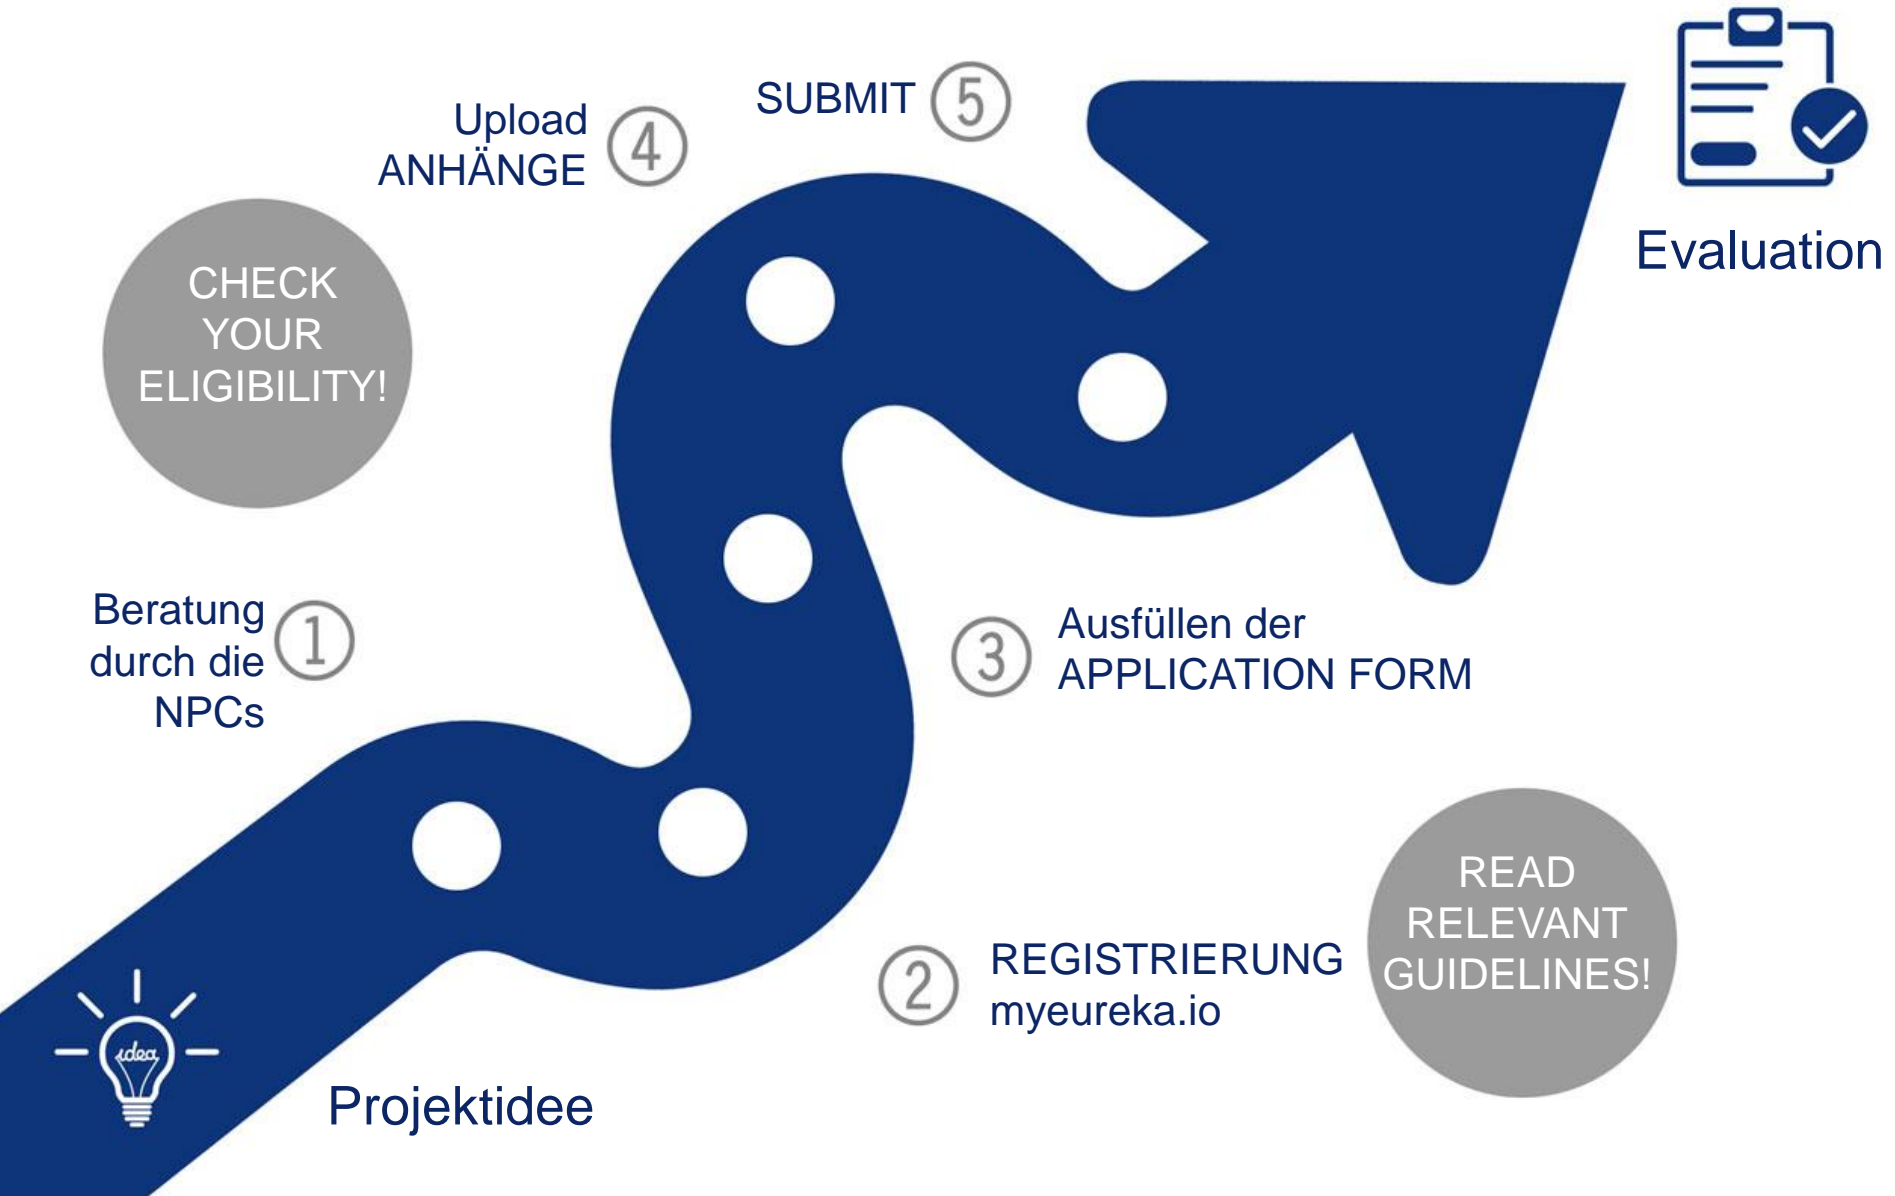 SUBMIT 5
Upload
ANHÄNGE
4
Evaluation
CHECK
YOUR
ELIGIBILITY!
Beratung
durch die
NPCs
1
3
Ausfüllen der
APPLICATION FORM
READ
RELEVANT
GUIDELINES!
2
REGISTRIERUNG
myeureka.io
idea
Projektidee